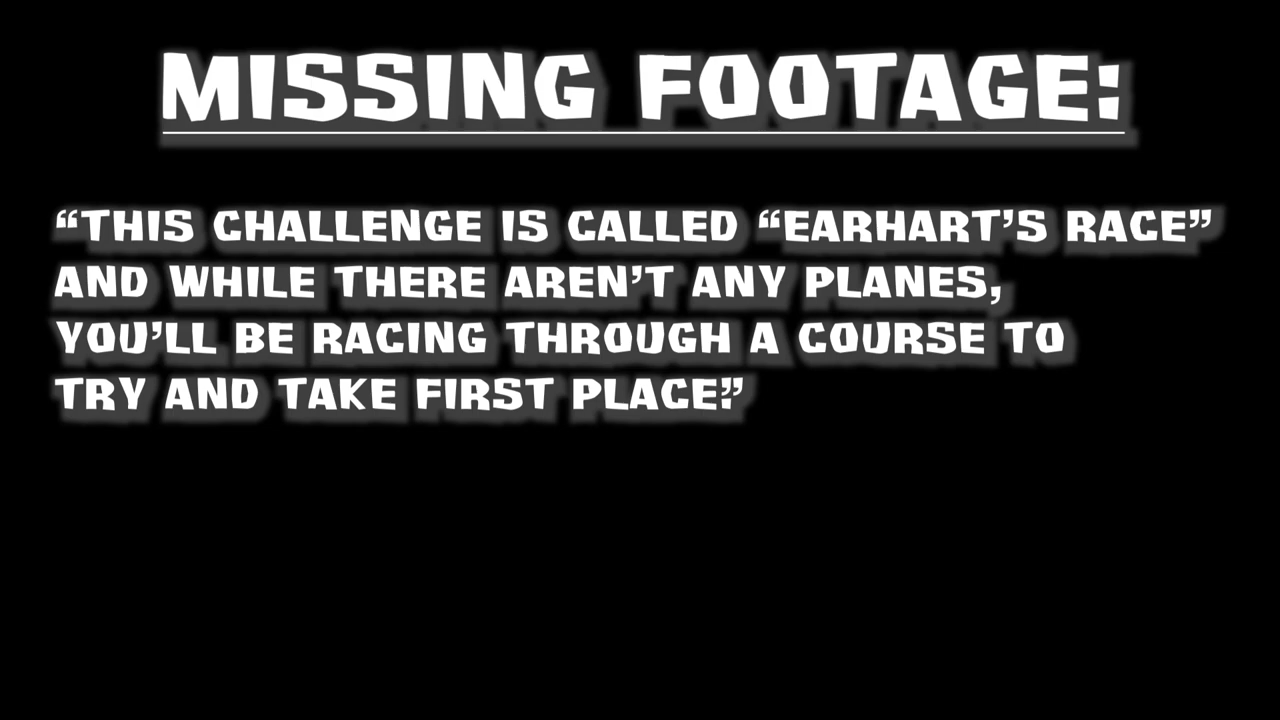 MISSING FOOTAGE:
“THIS CHALLENGE IS CALLED “EARHART’S RACE”
AND WHILE THERE AREN’T ANY PLANES,
YOU’LL BE RACING THROUGH A COURSE TO
TRY AND TAKE FIRST PLACE.”